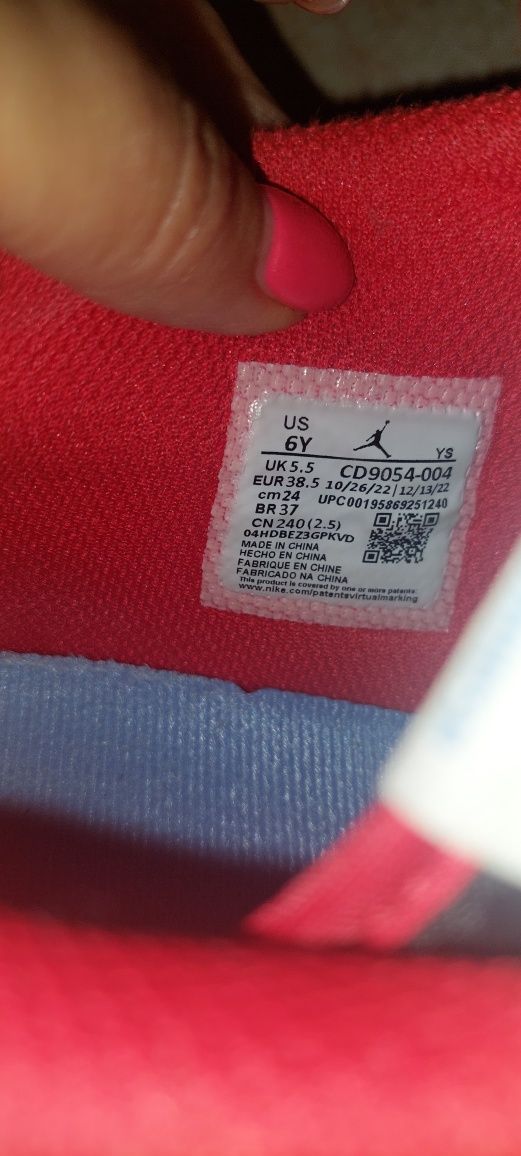 US
6Y
YS
UK 5.5 CD9054-004
EUR 38.5 10/26/22|12/13/22
cm 24 UPC00195869251240
BR 37
CN 240 (2.5)
04HDBEZ3GPKVD
MADE IN CHINA
HECHO EN CHINA
FABRIQUE EN CHINE
FABRICADO NA CHINA
This product is covered by one or more patents:
www.nike.com/patentsvirtualmarking